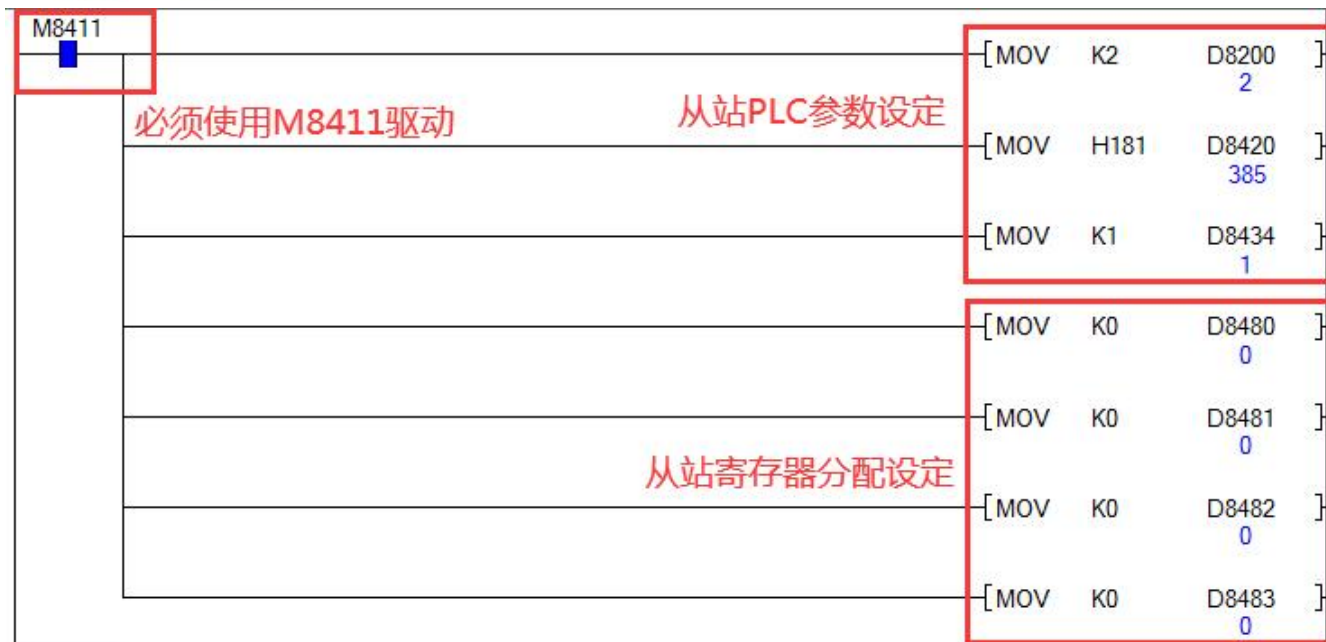 M8411
[MOV K2 D8200 ]
2
必须使用M8411驱动
从站PLC参数设定
[MOV H181 D8420 ]
385
[MOV K1 D8434 ]
1
[MOV K0 D8480 ]
0
[MOV K0 D8481 ]
0
从站寄存器分配设定
[MOV K0 D8482 ]
0
[MOV K0 D8483 ]
0